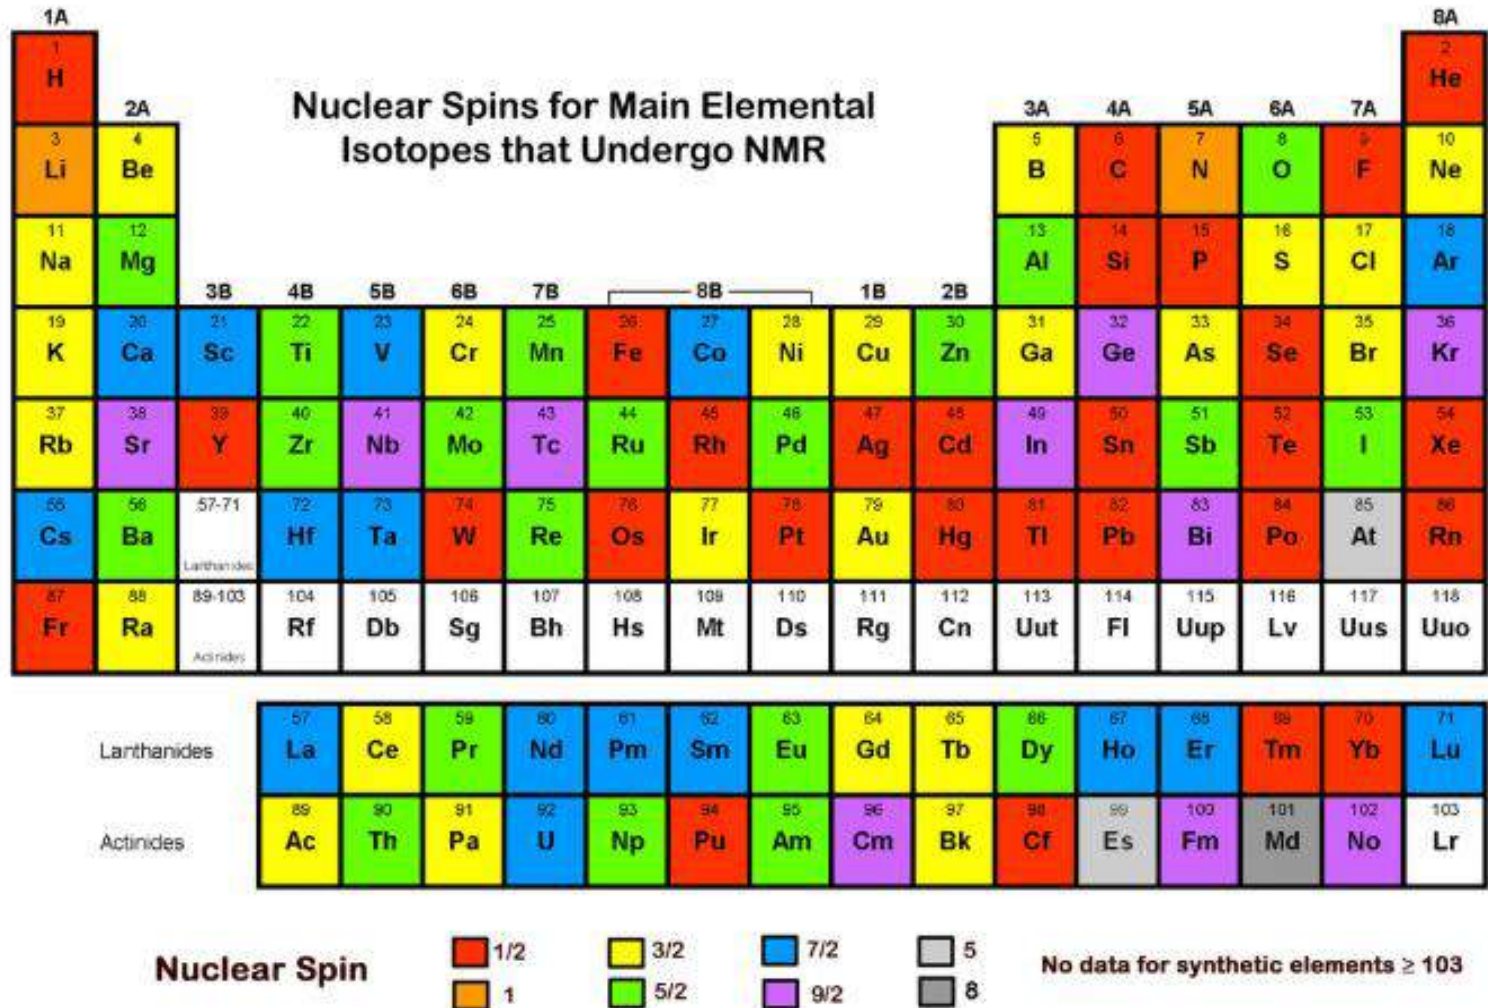 1A 8A
1 2
H He
2A 3A 4A 5A 6A 7A
Nuclear Spins for Main Elemental
Isotopes that Undergo NMR
3 4 5 6 7 8 9 10
Li Be B C N O F Ne
11 12 13 14 15 16 17 18
Na Mg Al Si P S Cl Ar
3B 4B 5B 6B 7B 8B 1B 2B
19 20 21 22 23 24 25 26 27 28 29 30 31 32 33 34 35 36
K Ca Sc Ti V Cr Mn Fe Co Ni Cu Zn Ga Ge As Se Br Kr
37 38 39 40 41 42 43 44 45 46 47 48 49 50 51 52 53 54
Rb Sr Y Zr Nb Mo Tc Ru Rh Pd Ag Cd In Sn Sb Te I Xe
55 56 57-71 72 73 74 75 76 77 78 79 80 81 82 83 84 85 86
Cs Ba Hf Ta W Re Os Ir Pt Au Hg Tl Pb Bi Po At Rn
Lanthanides
87 88 89-103 104 105 106 107 108 109 110 111 112 113 114 115 116 117 118
Fr Ra Rf Db Sg Bh Hs Mt Ds Rg Cn Uut Fl Uup Lv Uus Uuo
Actinides
57 58 59 60 61 62 63 64 65 66 67 68 69 70 71
Lanthanides La Ce Pr Nd Pm Sm Eu Gd Tb Dy Ho Er Tm Yb Lu
89 90 91 92 93 94 95 96 97 98 99 100 101 102 103
Actinides Ac Th Pa U Np Pu Am Cm Bk Cf Es Fm Md No Lr
Nuclear Spin
1/2 3/2 7/2 5
1 5/2 9/2 8
No data for synthetic elements ≥ 103